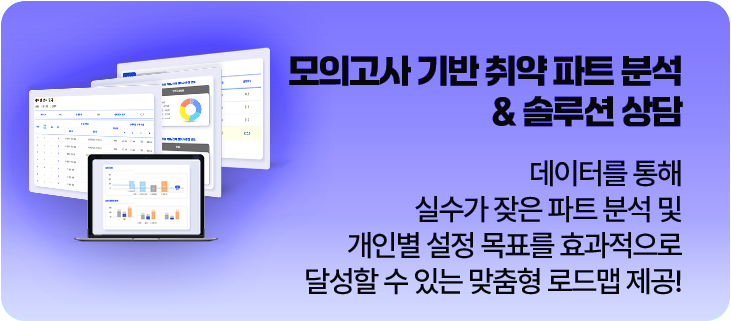 모의고사 기반 취약 파트 분석
& 솔루션 상담
데이터를 통해
실수가 잦은 파트 분석 및
개인별 설정 목표를 효과적으로
달성할 수 있는 맞춤형 로드맵 제공!